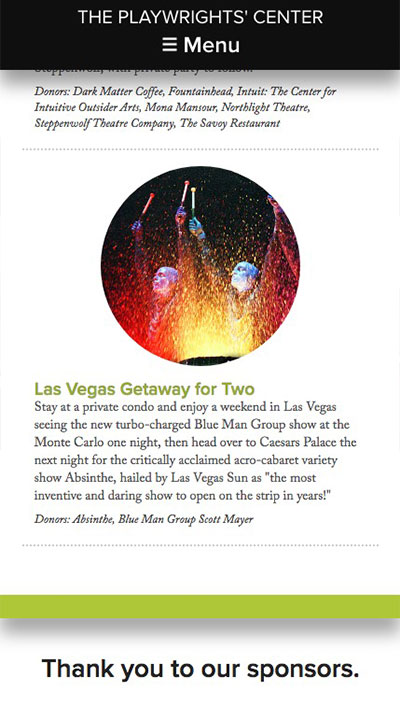 THE PLAYWRIGHTS' CENTER
☰ Menu
Steppenwolf, with private party to follow.
Donors: Dark Matter Coffee, Fountainhead, Intuit: The Center for
Intuitive Outsider Arts, Mona Mansour, Northlight Theatre,
Steppenwolf Theatre Company, The Savoy Restaurant
Las Vegas Getaway for Two
Stay at a private condo and enjoy a weekend in Las Vegas
seeing the new turbo-charged Blue Man Group show at the
Monte Carlo one night, then head over to Caesars Palace the
next night for the critically acclaimed acro-cabaret variety
show Absinthe, hailed by Las Vegas Sun as "the most
inventive and daring show to open on the strip in years!"
Donors: Absinthe, Blue Man Group Scott Mayer
Thank you to our sponsors.